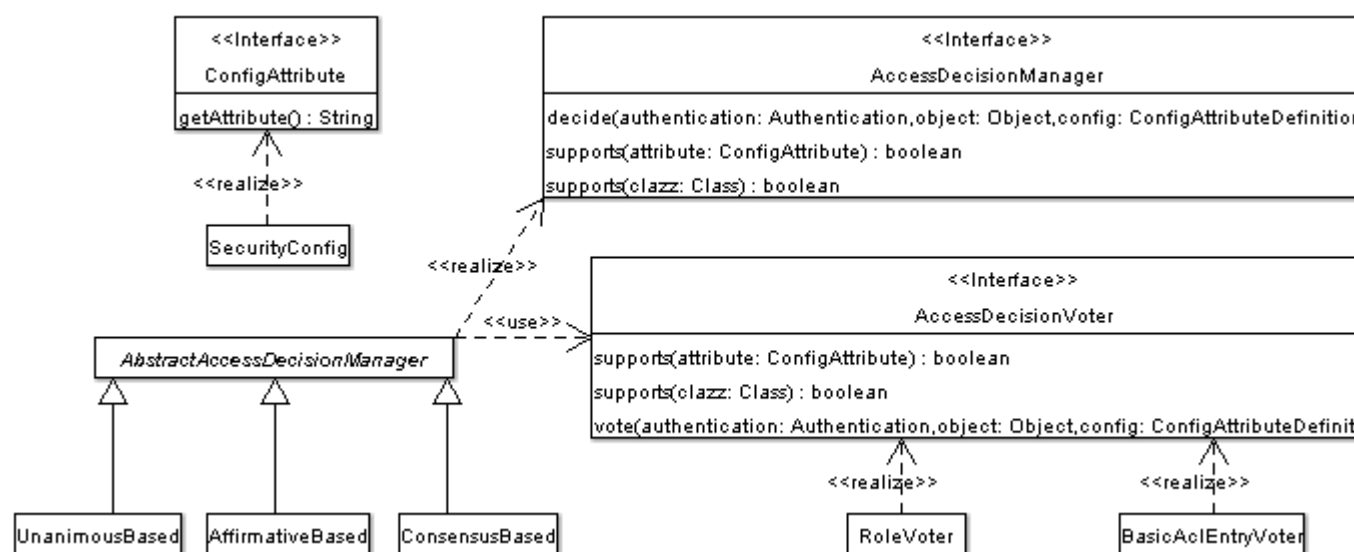 <<Interface>>
ConfigAttribute
getAttribute() : String
<<realize>>
SecurityConfig
<<Interface>>
AccessDecisionManager
decide(authentication: Authentication,object: Object,config: ConfigAttributeDefinition
supports(attribute: ConfigAttribute) : boolean
supports(clazz: Class) : boolean
<<realize>>
<<use>>
<<Interface>>
AccessDecisionVoter
supports(attribute: ConfigAttribute) : boolean
supports(clazz: Class) : boolean
vote(authentication: Authentication,object: Object,config: ConfigAttributeDefinit
AbstractAccessDecisionManager
<<realize>>
<<realize>>
UnanimousBased
AffirmativeBased
ConsensusBased
RoleVoter
BasicAclEntryVoter